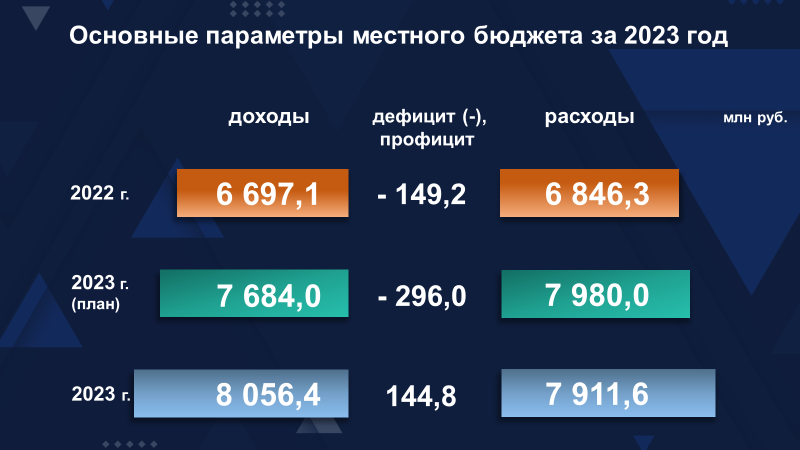 Основные параметры местного бюджета за 2023 год
доходы дефицит (-), расходы млн руб.
профицит
2022 г. 6 697,1 - 149,2 6 846,3
2023 г.
(план) 7 684,0 - 296,0 7 980,0
2023 г. 8 056,4 144,8 7 911,6